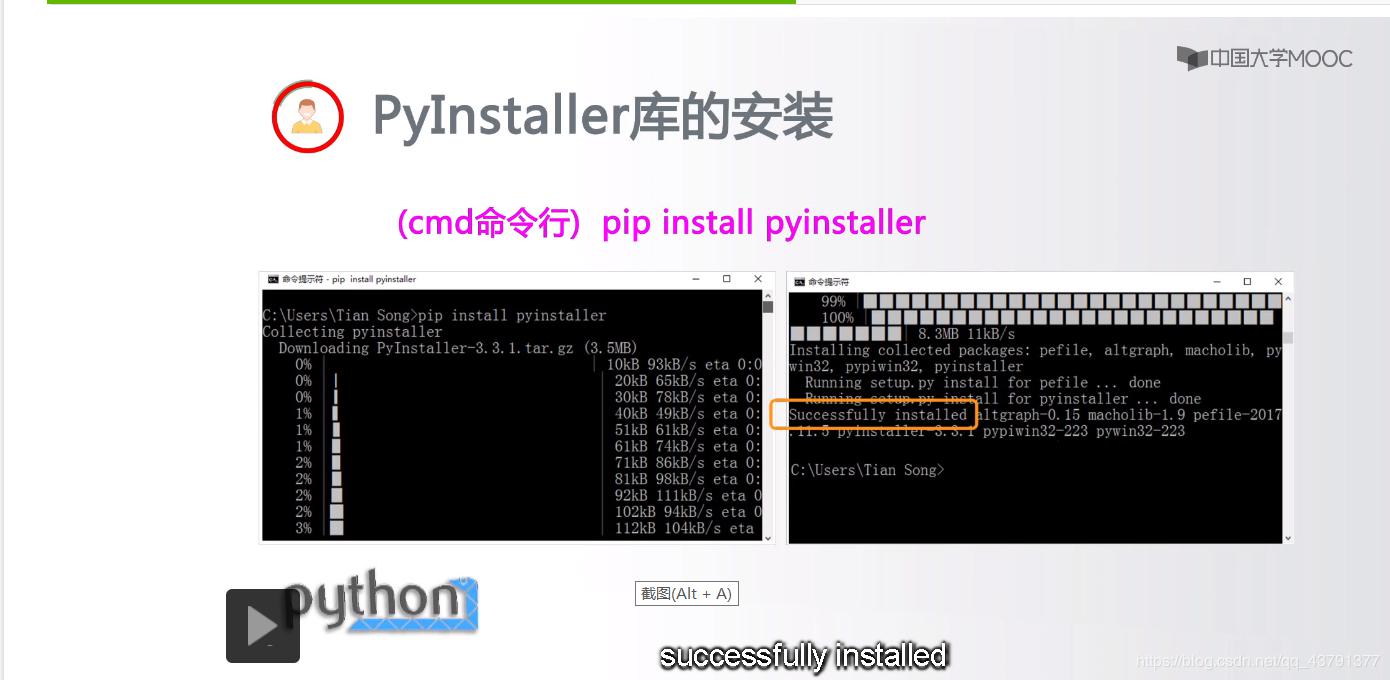 中国大学MOOC
PyInstaller库的安装
(cmd命令行) pip install pyinstaller
命令提示符 - pip install pyinstaller
C:\Users\Tian Song>pip install pyinstaller
Collecting pyinstaller
Downloading PyInstaller-3.3.1.tar.gz (3.5MB)
0% 10kB 93kB/s eta 0:0
0% 20kB 65kB/s eta 0:
0% 30kB 78kB/s eta 0:
1% 40kB 49kB/s eta 0:
1% 51kB 61kB/s eta 0:
1% 61kB 74kB/s eta 0:
2% 71kB 86kB/s eta 0:
2% 81kB 98kB/s eta 0:
2% 92kB 111kB/s eta 0
2% 102kB 94kB/s eta 0
3% 112kB 104kB/s eta
命令提示符
99%
100%
8.3MB 11kB/s
Installing collected packages: pefile, altgraph, macholib, py
win32, pypiwin32, pyinstaller
Running setup.py install for pefile ... done
Running setup.py install for pyinstaller ... done
Successfully installed altgraph-0.15 macholib-1.9 pefile-2017
.11.5 pyinstaller-3.3.1 pypiwin32-223 pywin32-223
C:\Users\Tian Song>
python
截图(Alt + A)
successfully installed
https://blog.csdn.net/qq_43791377